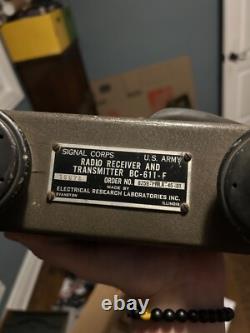 SIGNAL CORPS U.S. ARMY
RADIO RECEIVER AND
TRANSMITTER BC-611-F
ORDER NO.
MADE BY
ELECTRICAL RESEARCH LABORATORIES INC.
EVANSTON ILLINOIS